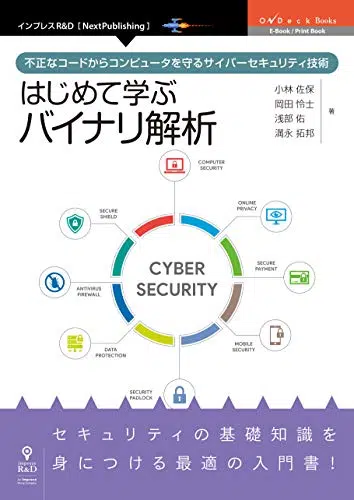 インプレスR&D［NextPublishing］
OnDeck Books
E-Book / Print Book
不正なコードからコンピュータを守るサイバーセキュリティ技術
はじめて学ぶ
バイナリ解析
小林 佐保
岡田 怜士
浅部 佑
満永 拓邦
著
COMPUTER
SECURITY
SECURE
SHIELD
ONLINE
PRIVACY
CYBER
SECURITY
ANTIVIRUS
FIREWALL
SECURE
PAYMENT
DATA
PROTECTION
MOBILE
SECURITY
SECURITY
PADLOCK
セキュリティの基礎知識を
身につける最適の入門書！
impress
R&D